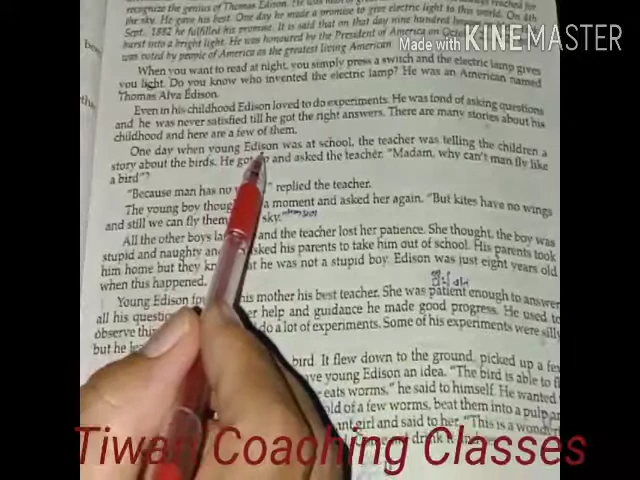 recognize the genius of Thomas Edison.
the sky. He gave his best. One day he made a promise to give electric light to this world. On 4th
Sept. 1882 he fulfilled his promise. It is said that on that day nine hundred
burst into a bright light. He was honoured by the President of America on
was voted by people of America as the greatest living American
Made with KINEMASTER
When you want to read at night, you simply press a switch and the electric lamp gives
you light. Do you know who invented the electric lamp? He was an American named
Thomas Alva Edison.
Even in his childhood Edison loved to do experiments. He was fond of asking questions
and he was never satisfied till he got the right answers. There are many stories about his
childhood and here are a few of them.
One day when young Edison was at school, the teacher was telling the children a
story about the birds. He got and asked the teacher. "Madam, why can't man fly like
a bird"?
"Because man has no " replied the teacher.
The young boy a moment and asked her again. "But kites have no wings
and still we can fly them sky."
All the other boys and the teacher lost her patience. She thought, the boy was
stupid and naughty and asked his parents to take him out of school. His parents took
him home but they he was not a stupid boy. Edison was just eight years old
when this happened.
Young Edison his mother his best teacher. She was patient enough to answer
all his help and guidance he made good progress. He used to
observe do a lot of experiments. Some of his experiments were silly
but he
bird. It flew down to the ground, picked up a few
young Edison an idea. "The bird is able to
eats worms," he said to himself. He wanted
of a few worms, beat them into a pulp
girl and said to her, "This is a
drink it and
Tiwan Coaching Classes